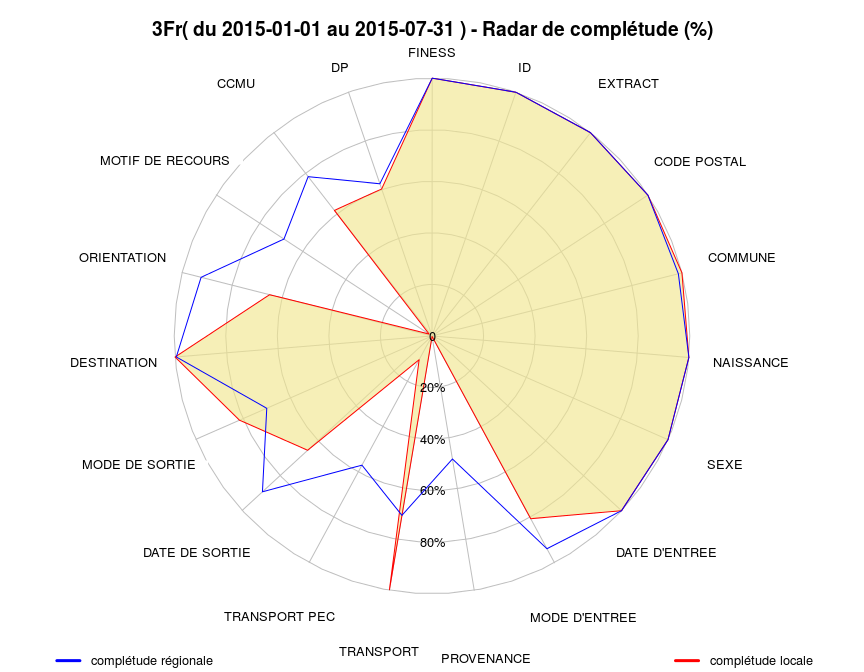 3Fr( du 2015-01-01 au 2015-07-31 ) - Radar de complétude (%)
FINESS
DP
ID
CCMU
EXTRACT
MOTIF DE RECOURS
CODE POSTAL
ORIENTATION
COMMUNE
0
DESTINATION
NAISSANCE
20%
40%
MODE DE SORTIE
SEXE
60%
80%
DATE DE SORTIE
DATE D'ENTREE
TRANSPORT PEC
MODE D'ENTREE
TRANSPORT
PROVENANCE
complétude régionale
complétude locale